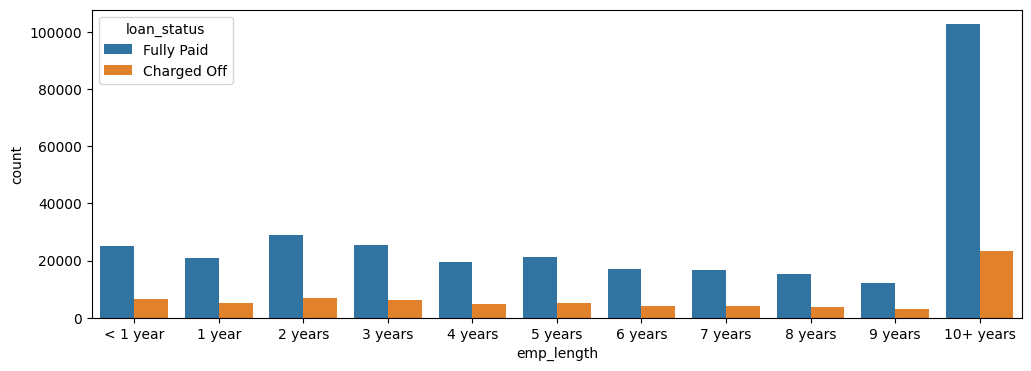 loan_status
Fully Paid
Charged Off
100000
80000
60000
40000
20000
0
count
< 1 year 1 year 2 years 3 years 4 years 5 years 6 years 7 years 8 years 9 years 10+ years
emp_length